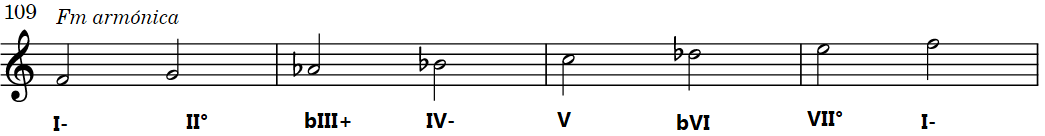 109
Fm armónica
I- II° bIII+ IV- V bVI VII° I-